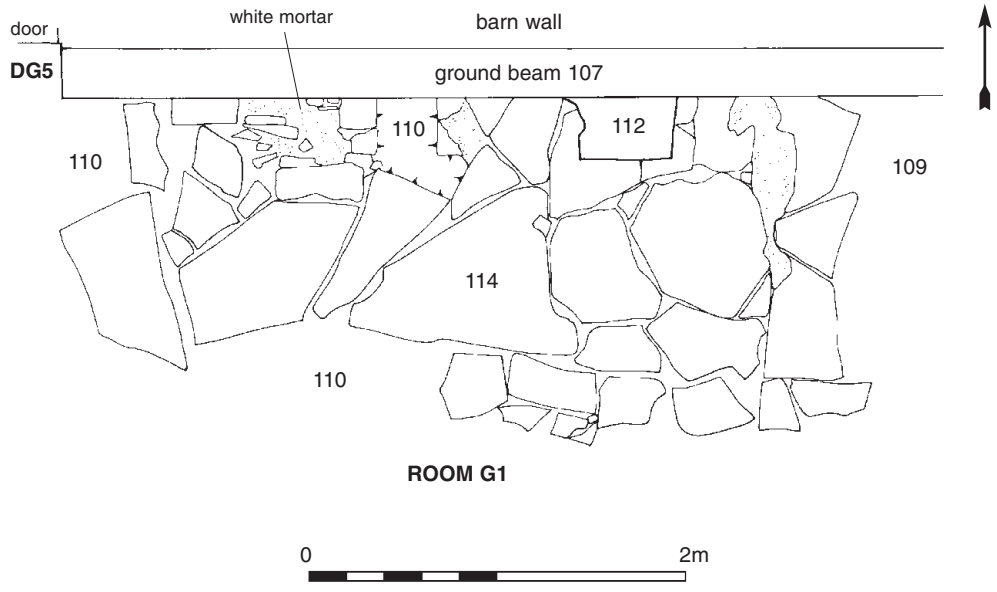 white mortar
barn wall
door
DG5
ground beam 107
110
110
112
109
114
110
ROOM G1
0
2m